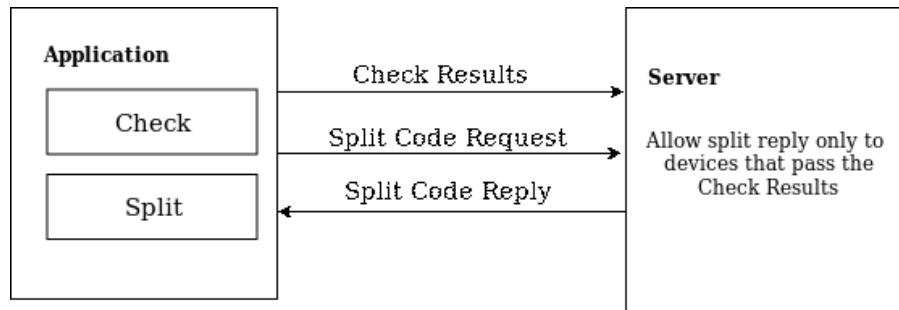 Application
Check
Split
Check Results
Split Code Request
Split Code Reply
Server
Allow split reply only to
devices that pass the
Check Results